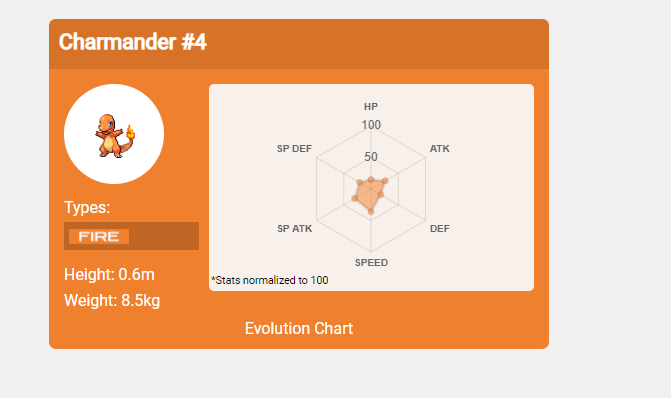 Charmander #4
Types:
FIRE
Height: 0.6m
Weight: 8.5kg
HP
100
50
SP DEF
ATK
SP ATK
DEF
SPEED
*Stats normalized to 100
Evolution Chart